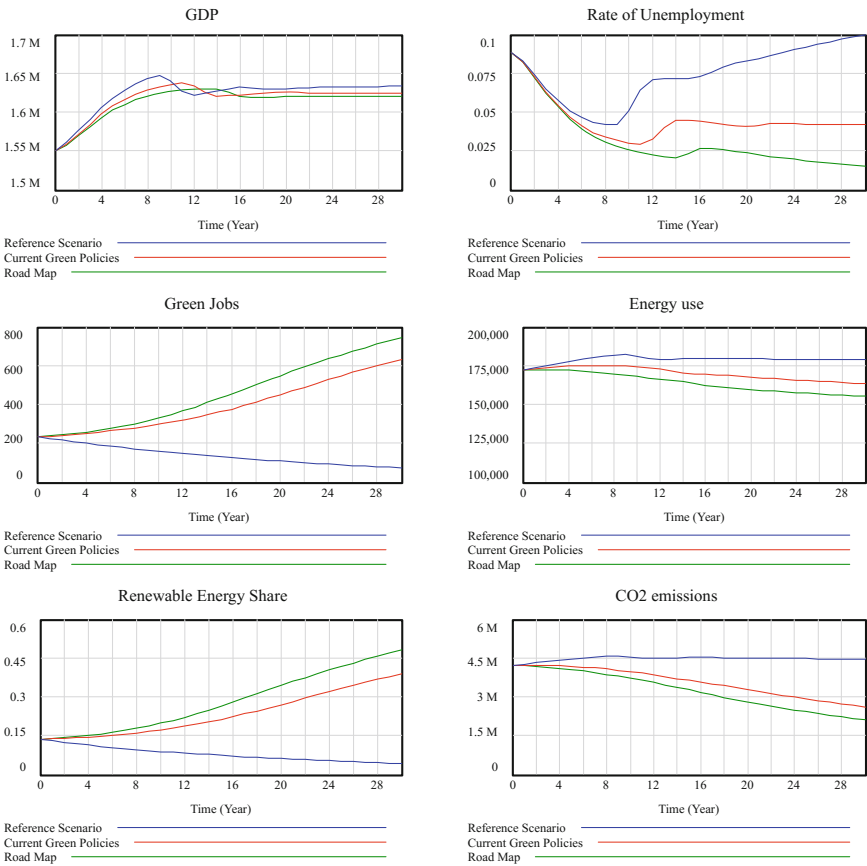 GDP
1.7 M
1.65 M
1.6 M
1.55 M
1.5 M
0 4 8 12 16 20 24 28
Time (Year)
Reference Scenario
Current Green Policies
Road Map
Rate of Unemployment
0.1
0.075
0.05
0.025
0
0 4 8 12 16 20 24 28
Time (Year)
Reference Scenario
Current Green Policies
Road Map
Green Jobs
800
600
400
200
0
0 4 8 12 16 20 24 28
Time (Year)
Reference Scenario
Current Green Policies
Road Map
Energy use
200,000
175,000
150,000
125,000
100,000
0 4 8 12 16 20 24 28
Time (Year)
Reference Scenario
Current Green Policies
Road Map
Renewable Energy Share
0.6
0.45
0.3
0.15
0
0 4 8 12 16 20 24 28
Time (Year)
Reference Scenario
Current Green Policies
Road Map
CO2 emissions
6 M
4.5 M
3 M
1.5 M
0
0 4 8 12 16 20 24 28
Time (Year)
Reference Scenario
Current Green Policies
Road Map